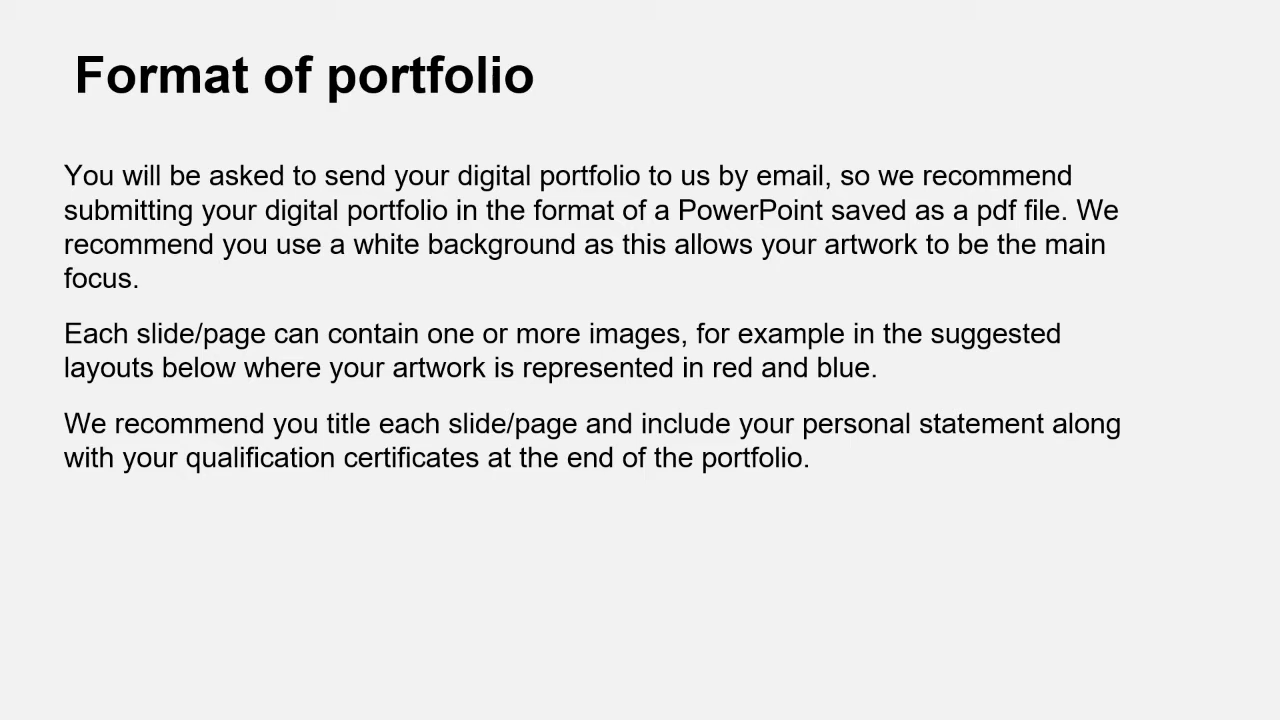 Format of portfolio
You will be asked to send your digital portfolio to us by email, so we recommend
submitting your digital portfolio in the format of a PowerPoint saved as a pdf file. We
recommend you use a white background as this allows your artwork to be the main
focus.
Each slide/page can contain one or more images, for example in the suggested
layouts below where your artwork is represented in red and blue.
We recommend you title each slide/page and include your personal statement along
with your qualification certificates at the end of the portfolio.